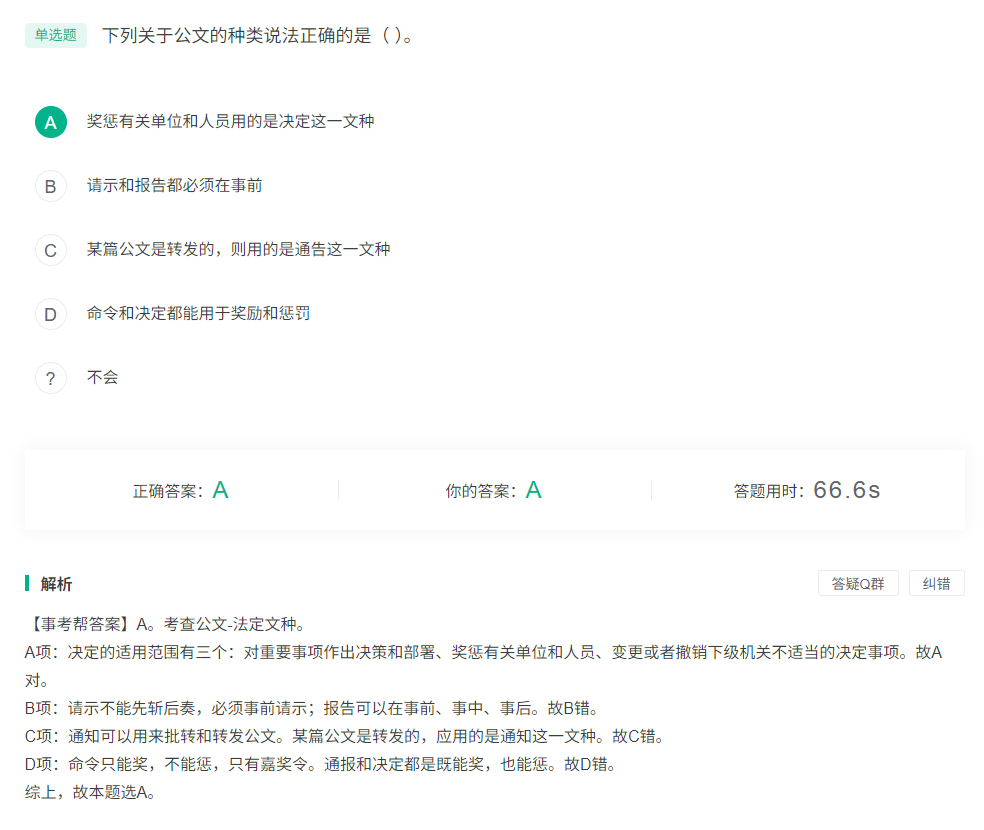 单选题 下列关于公文的种类说法正确的是（ ）。
A 奖惩有关单位和人员用的是决定这一文种
B 请示和报告都必须在事前
C 某篇公文是转发的，则用的是通告这一文种
D 命令和决定都能用于奖励和惩罚
? 不会
正确答案：A 你的答案：A 答题用时：66.6s
解析 答疑Q群 纠错
【事考帮答案】A。考查公文-法定文种。
A项：决定的适用范围有三个：对重要事项作出决策和部署、奖惩有关单位和人员、变更或者撤销下级机关不适当的决定事项。故A
对。
B项：请示不能先斩后奏，必须事前请示；报告可以在事前、事中、事后。故B错。
C项：通知可以用来批转和转发公文。某篇公文是转发的，应用的是通知这一文种。故C错。
D项：命令只能奖，不能惩，只有嘉奖令。通报和决定都是既能奖，也能惩。故D错。
综上，故本题选A。